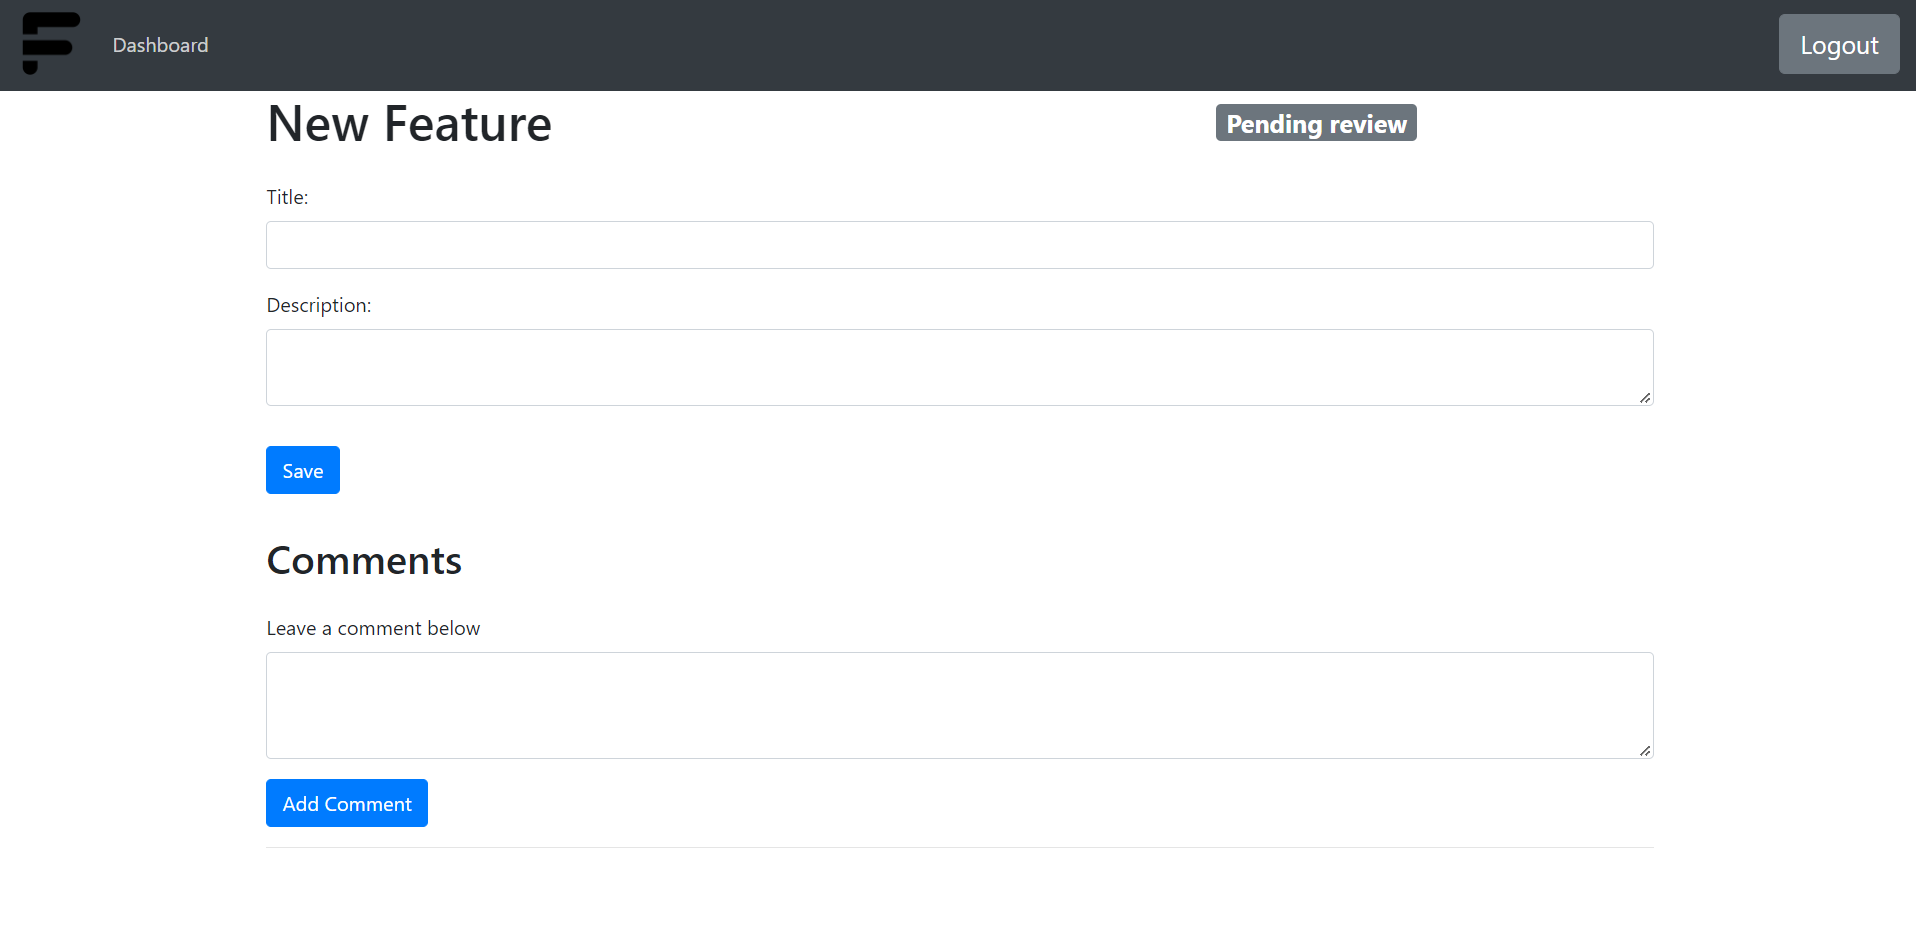 Dashboard
Logout
New Feature
Pending review
Title:
Description:
Save
Comments
Leave a comment below
Add Comment